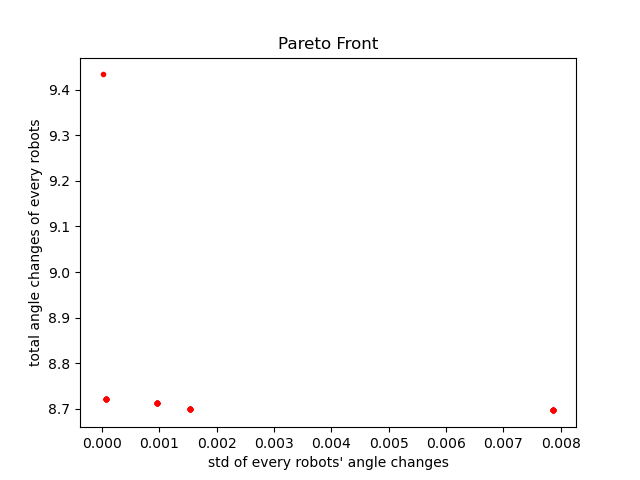 Pareto Front
total angle changes of every robots
9.4
9.3
9.2
9.1
9.0
8.9
8.8
8.7
0.000 0.001 0.002 0.003 0.004 0.005 0.006 0.007 0.008
std of every robots' angle changes